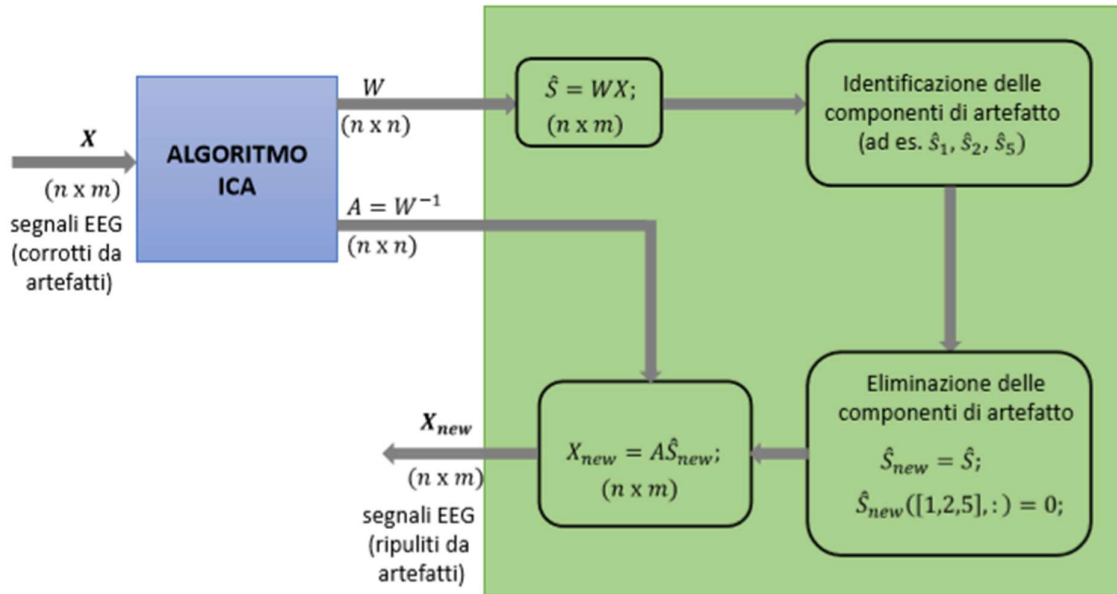 X
(n x m)
segnali EEG
(corrotti da
artefatti)
ALGORITMO
ICA
W
(n x n)
A = W⁻¹
(n x n)
Ŝ = WX;
(n x m)
Identificazione delle
componenti di artefatto
(ad es. ŝ₁, ŝ₂, ŝ₅)
Eliminazione delle
componenti di artefatto
Ŝnew = Ŝ;
Ŝnew([1,2,5],:) = 0;
Xnew = AŜnew;
(n x m)
Xnew
(n x m)
segnali EEG
(ripuliti da
artefatti)